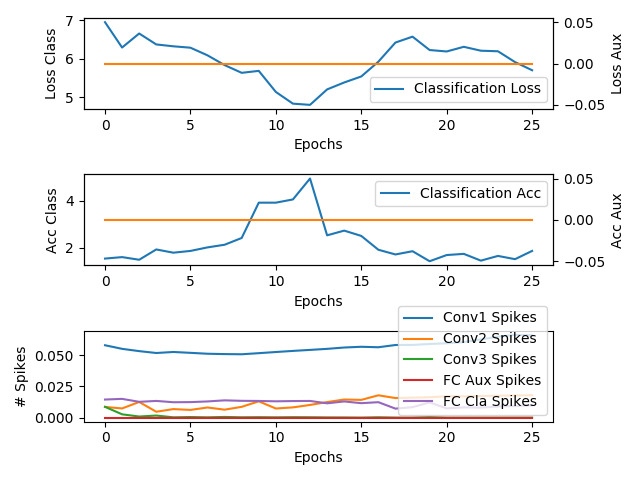 7
6
5
Loss Class
0.05
0.00
−0.05
Loss Aux
Classification Loss
0 5 10 15 20 25
Epochs
4
2
Acc Class
0.05
0.00
−0.05
Acc Aux
Classification Acc
0 5 10 15 20 25
Epochs
0.050
0.025
0.000
# Spikes
Conv1 Spikes
Conv2 Spikes
Conv3 Spikes
FC Aux Spikes
FC Cla Spikes
0 5 10 15 20 25
Epochs